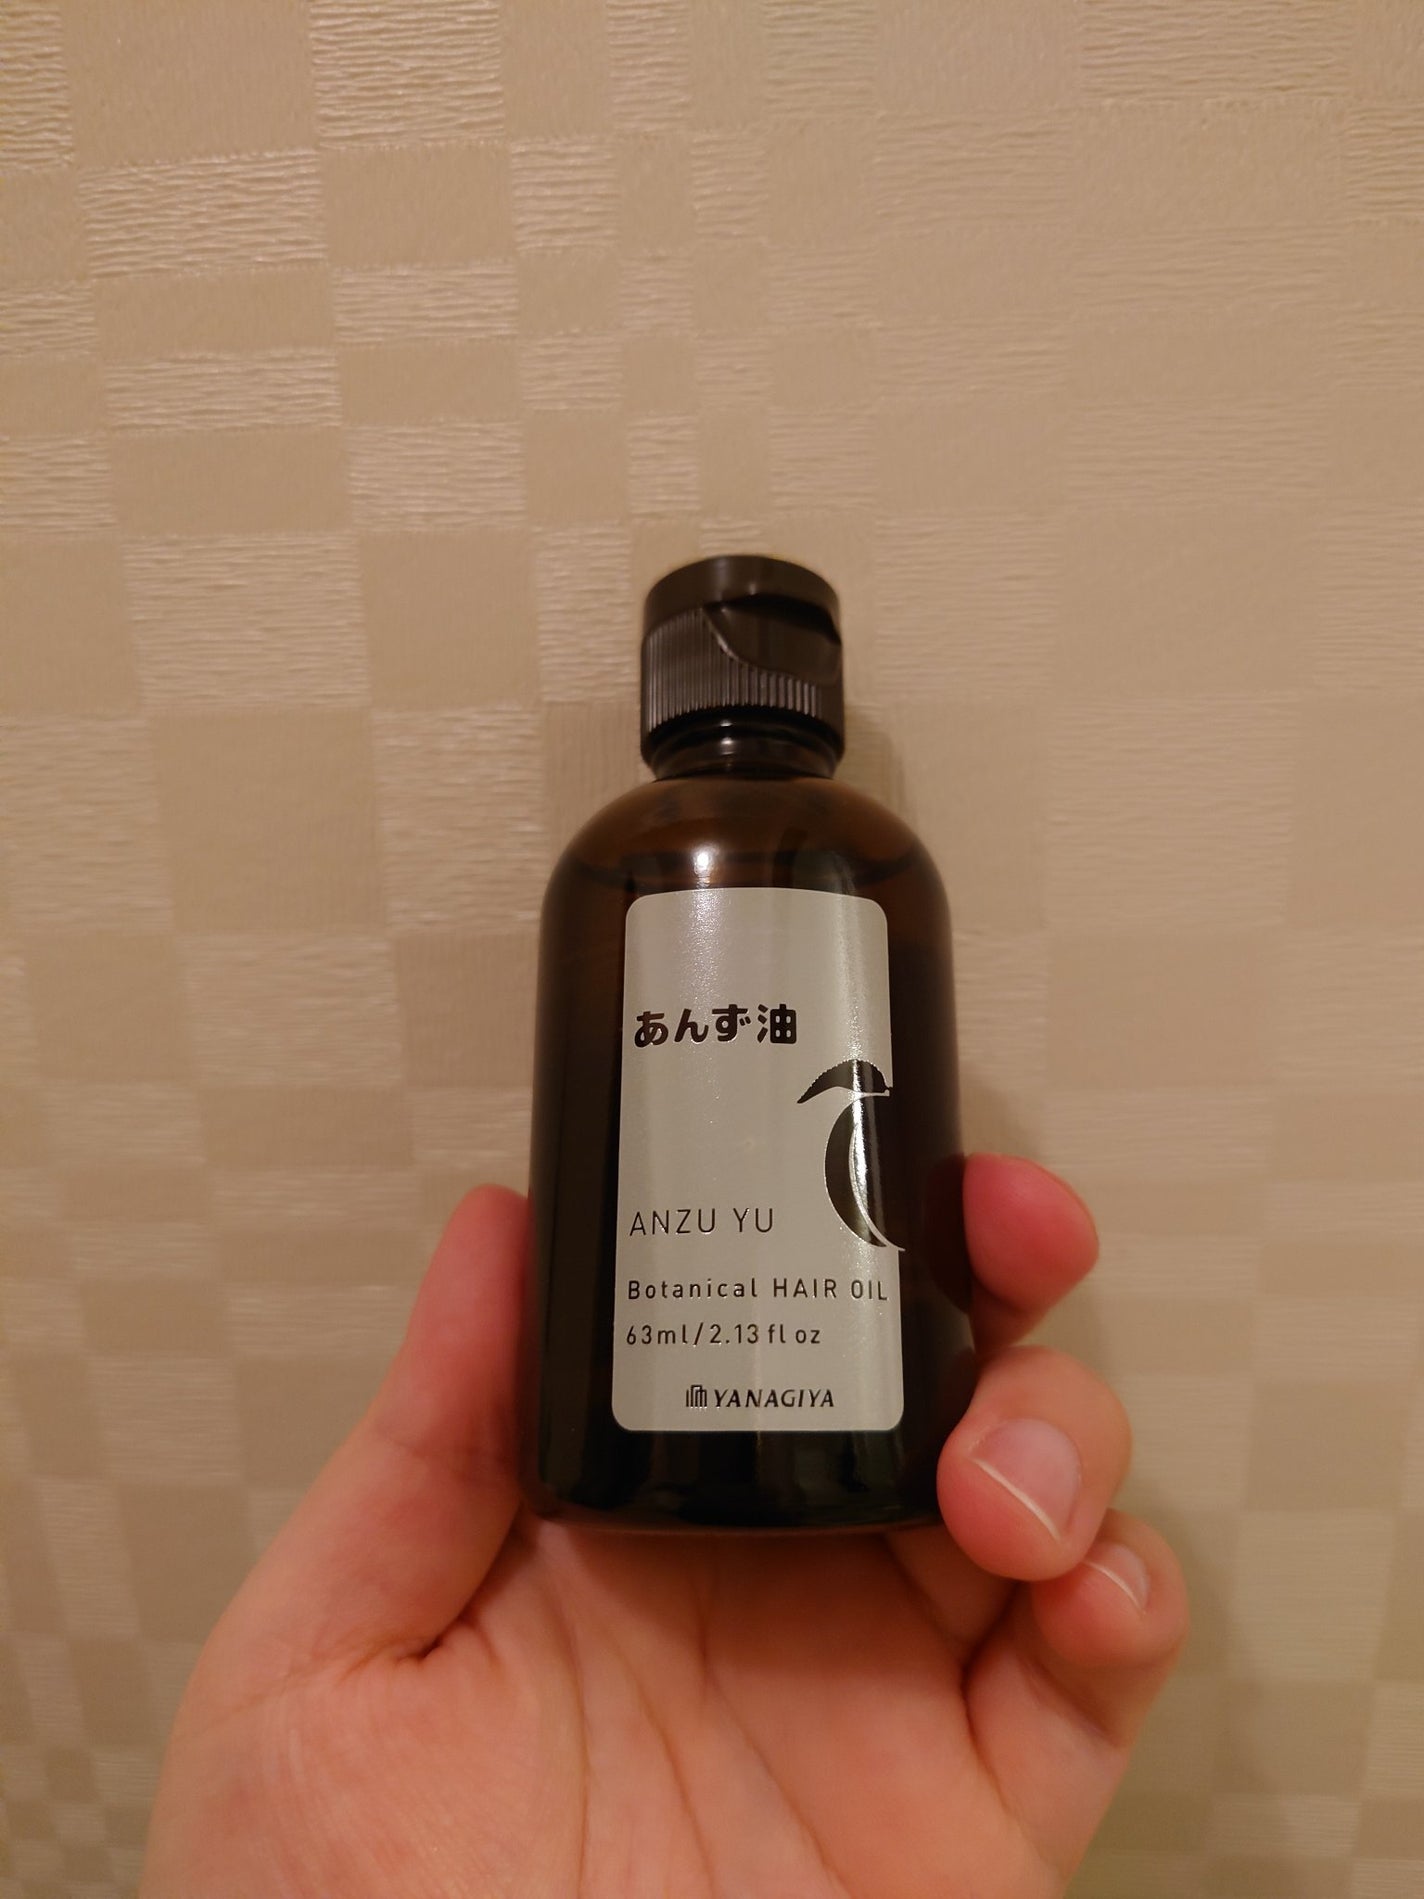 あんず油
ANZU YU
Botanical HAIR OIL
63ml/2.13 fl oz
YANAGIYA